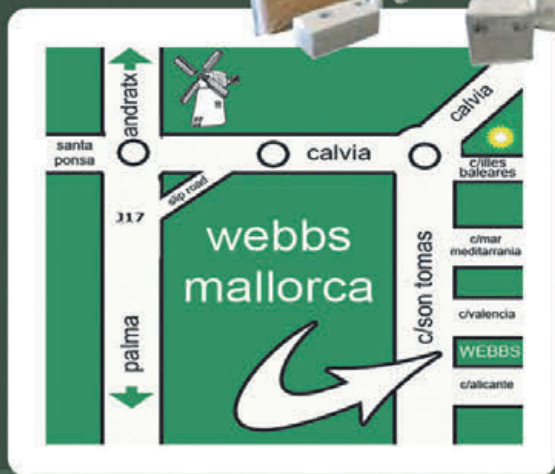 andratx
santa
ponsa
calvia
calvia
c/illes
baleares
slip road
J17
c/mar
meditarrania
webbs
mallorca
c/son tomas
palma
c/valencia
WEBBS
c/alicante